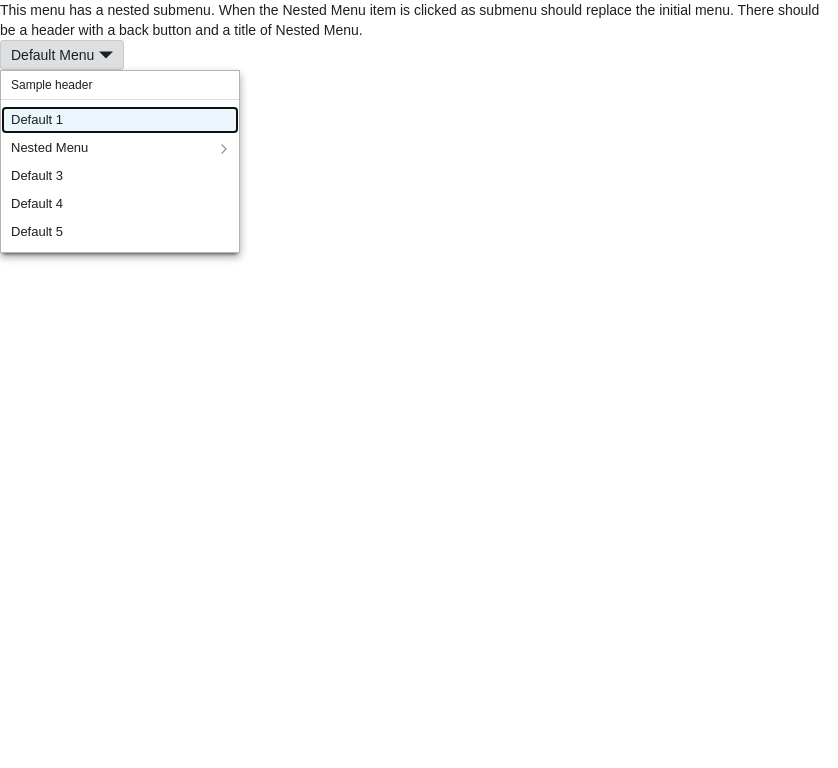 This menu has a nested submenu. When the Nested Menu item is clicked as submenu should replace the initial menu. There should
be a header with a back button and a title of Nested Menu.
Default Menu
Sample header
Default 1
Nested Menu
Default 3
Default 4
Default 5